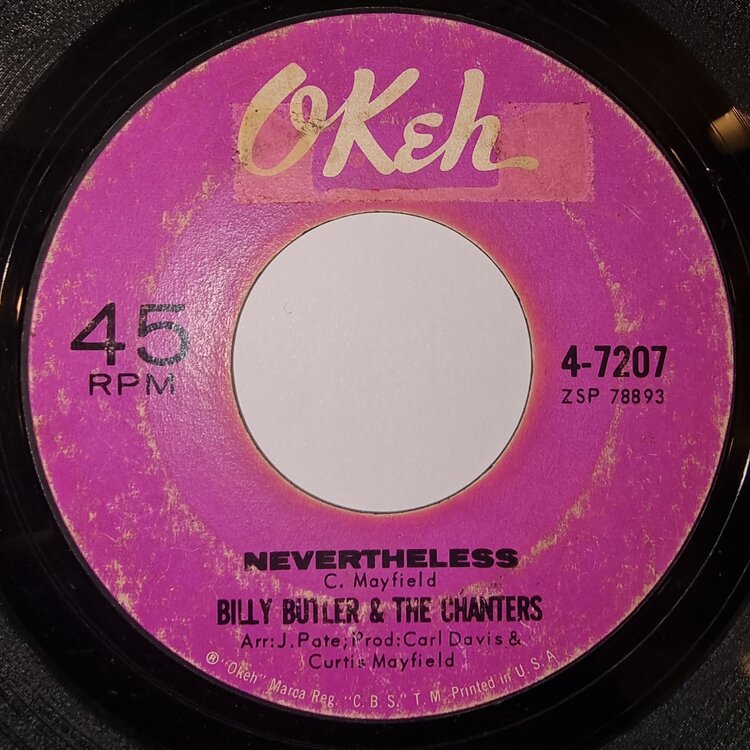 OKeh
45
RPM
4-7207
ZSP 78893
NEVERTHELESS
C. Mayfield
BILLY BUTLER & THE CHANTERS
Arr: J. Pate; Prod: Carl Davis &
Curtis Mayfield
® "Okeh" Marca Reg. "C.B.S." T.M. Printed in U.S.A.